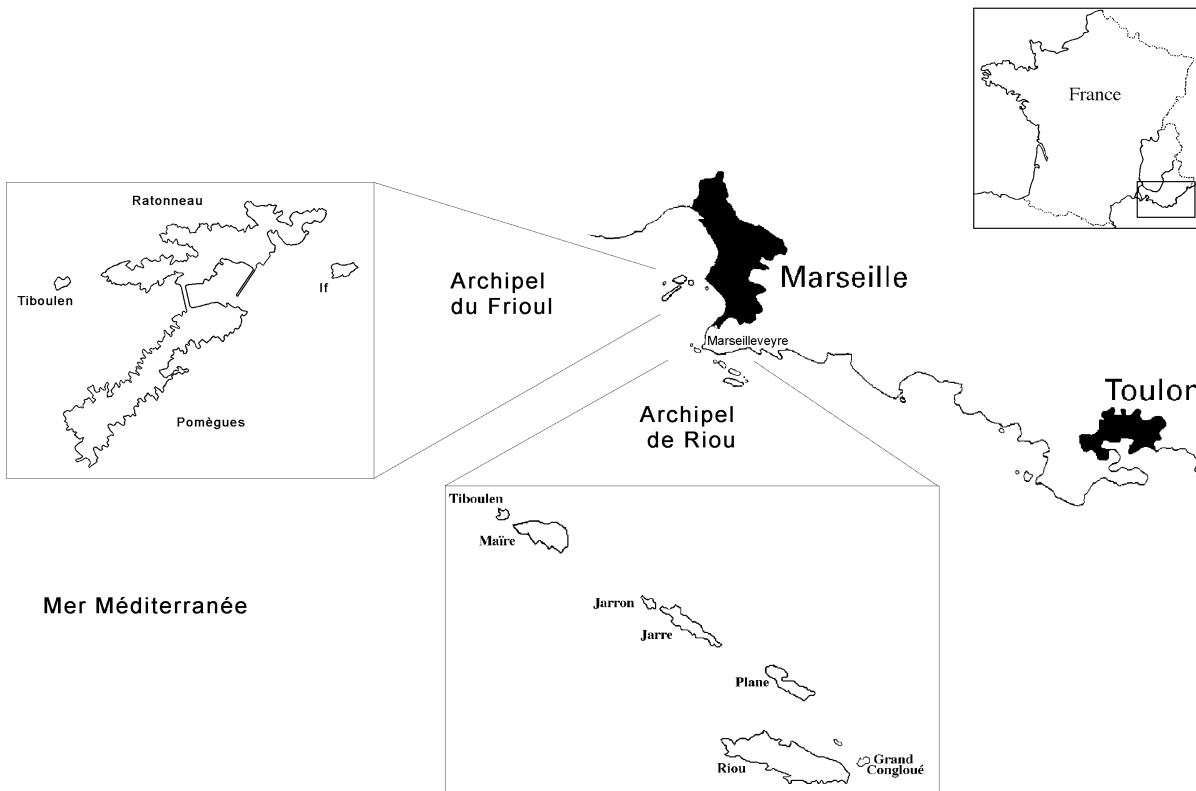 France
Ratonneau
Tiboulen
If
Pomègues
Archipel
du Frioul
Marseille
Marseilleveyre
Archipel
de Riou
Toulon
Mer Méditerranée
Tiboulen
Maïre
Jarron
Jarre
Plane
Riou
Grand
Congloué